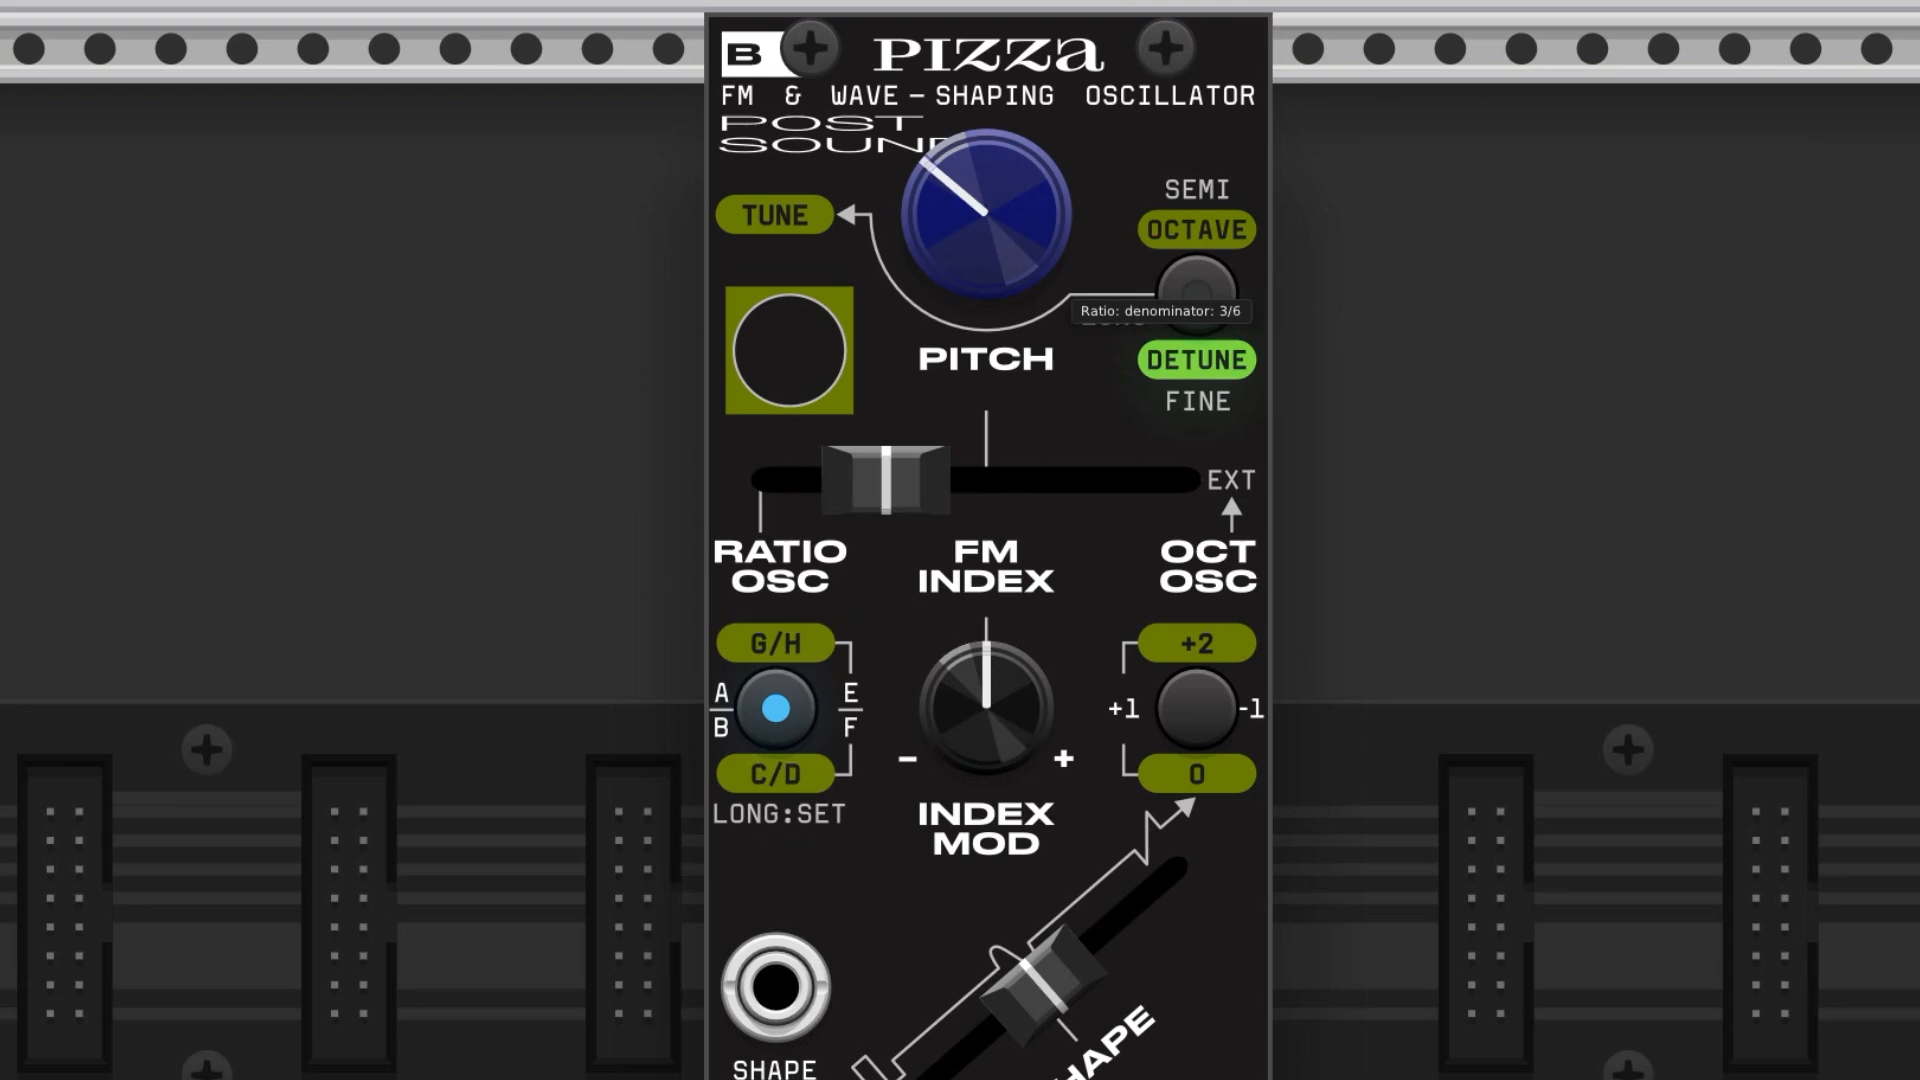 B PIZZa
FM & WAVE-SHAPING OSCILLATOR
POST
SEMI
TUNE
OCTAVE
Ratio: denominator: 3/6
PITCH
DETUNE
FINE
EXT
RATIO OSC
FM INDEX
OCT OSC
G/H
+2
A
B
E
F
+1
-1
-
+
C/D
0
LONG:SET
INDEX MOD
SHAPE